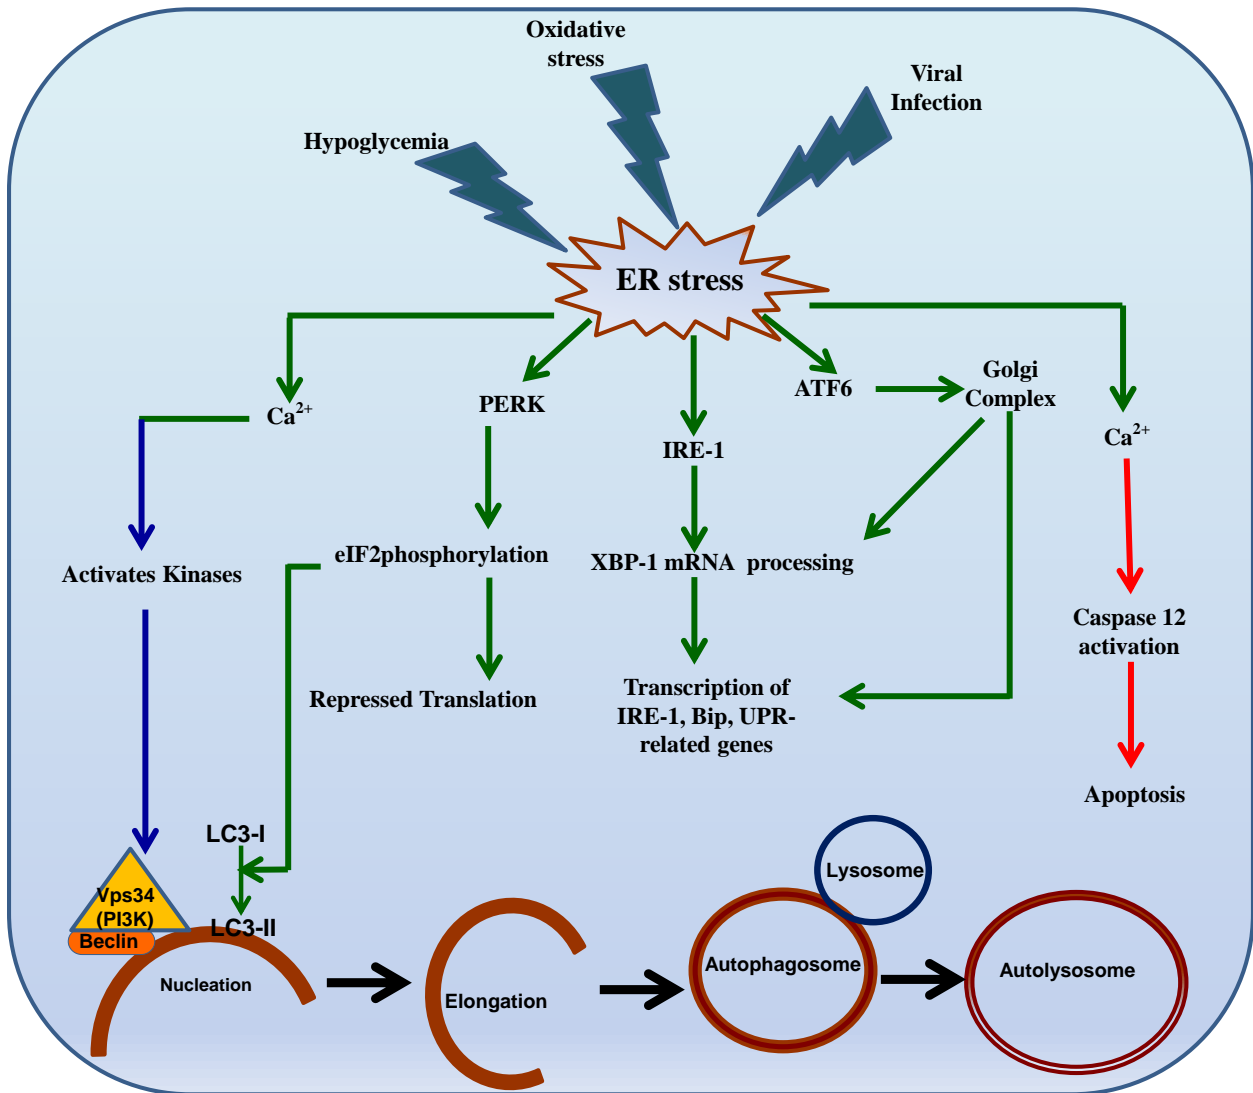 Oxidative
stress
Viral
Infection
Hypoglycemia
ER stress
Golgi
Complex
ATF6
PERK
Ca²⁺
Ca²⁺
IRE-1
eIF2phosphorylation
XBP-1 mRNA  processing
Activates Kinases
Caspase 12
activation
Repressed Translation
Transcription of
IRE-1, Bip, UPR-
related genes
Apoptosis
LC3-I
Lysosome
Vps34
(PI3K)
LC3-II
Beclin
Nucleation
Elongation
Autophagosome
Autolysosome